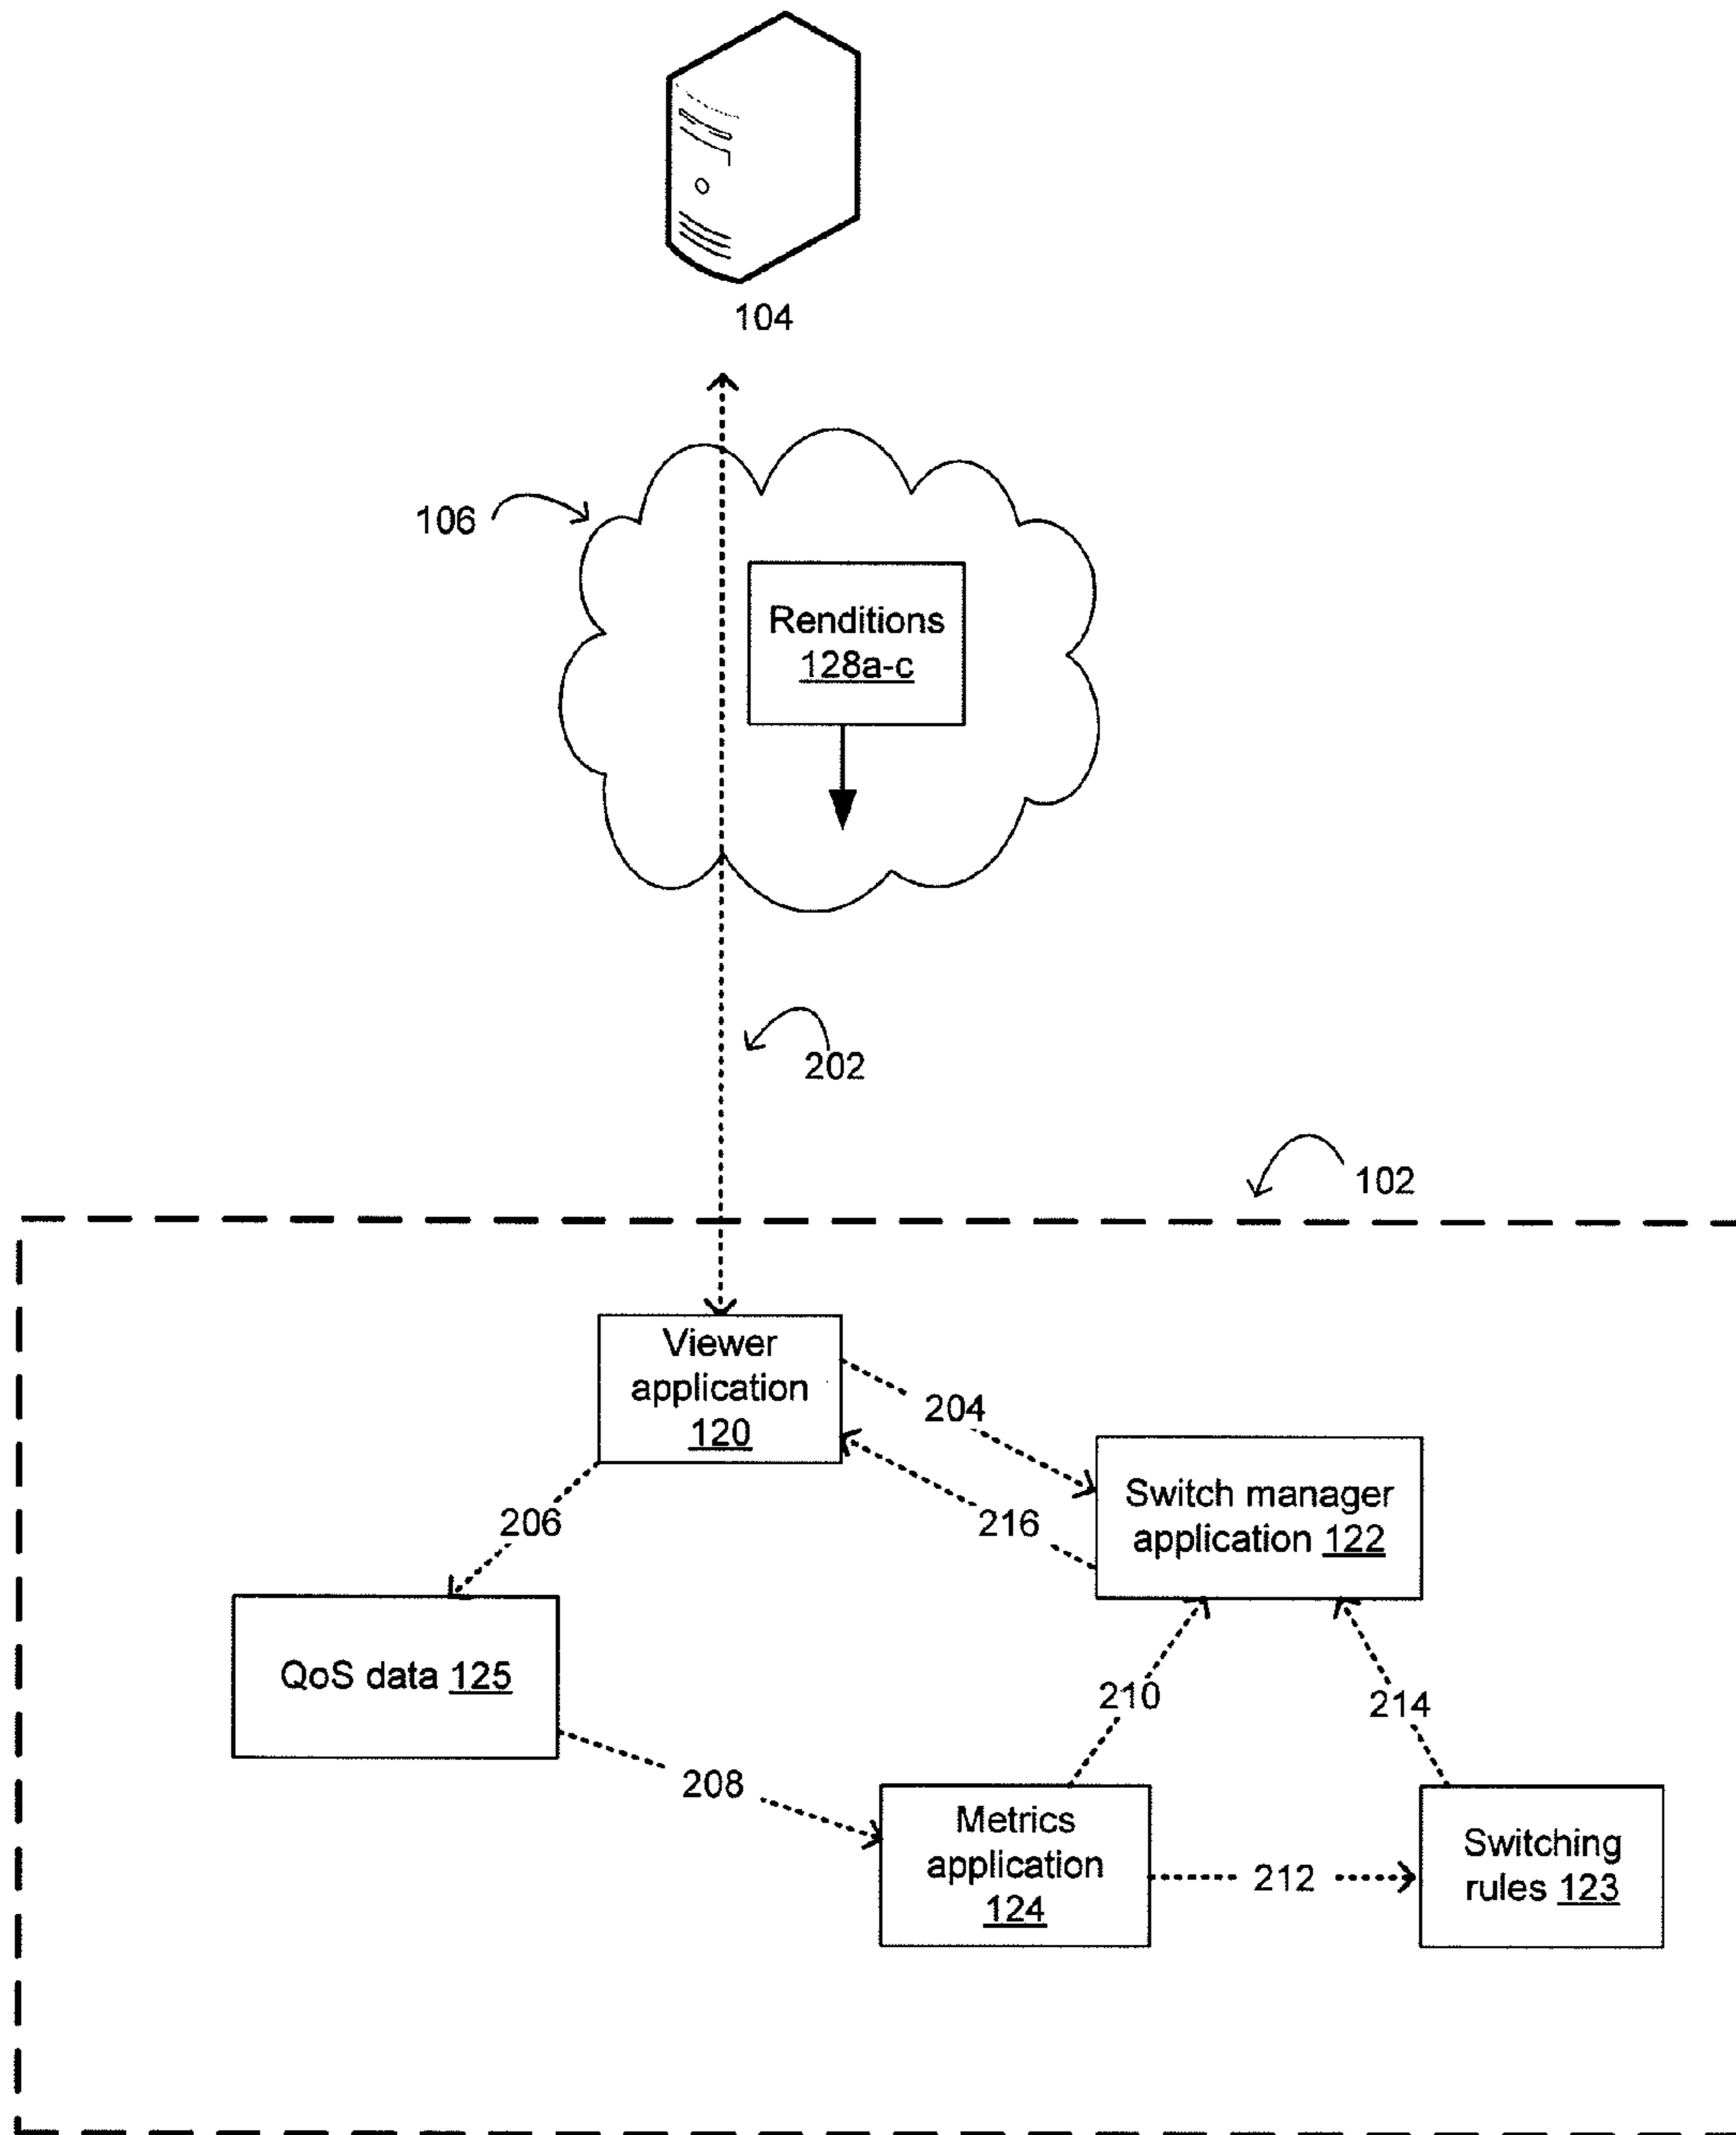 104
106
Renditions
128a-c
202
102
Viewer
application
120
204
Switch manager
application 122
216
206
QoS data 125
210
214
208
Metrics
application
124
212
Switching
rules 123